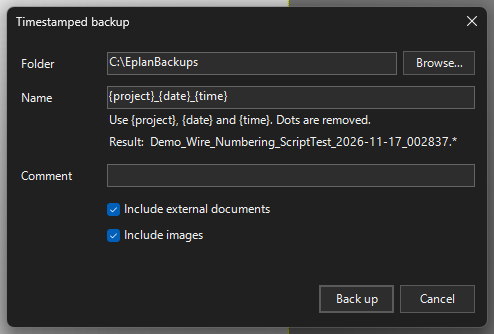 Timestamped backup
Folder C:\EplanBackups Browse...
Name {project}_{date}_{time}
Use {project}, {date} and {time}. Dots are removed.
Result: Demo_Wire_Numbering_ScriptTest_2026-11-17_002837.*
Comment
Include external documents
Include images
Back up Cancel